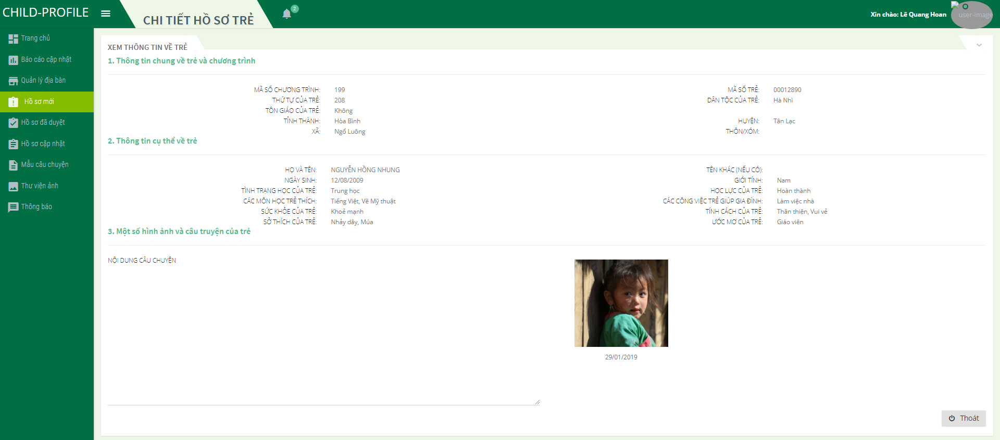 CHILD-PROFILE
CHI TIẾT HỒ SƠ TRẺ
2
Xin chào: Lê Quang Hoan
user-image
Trang chủ
Báo cáo cập nhật
Quản lý địa bàn
Hồ sơ mới
Hồ sơ đã duyệt
Hồ sơ cập nhật
Mẫu câu chuyện
Thư viện ảnh
Thông báo
XEM THÔNG TIN VỀ TRẺ
1. Thông tin chung về trẻ và chương trình
MÃ SỐ CHƯƠNG TRÌNH: 199 MÃ SỐ TRẺ: 00012890
THỨ TỰ CỦA TRẺ: 208 DÂN TỘC CỦA TRẺ: Hà Nhì
TÔN GIÁO CỦA TRẺ: Không
TỈNH THÀNH: Hòa Bình HUYỆN: Tân Lạc
XÃ: Ngổ Luông THÔN/XÓM:
2. Thông tin cụ thể về trẻ
HỌ VÀ TÊN: NGUYỄN HỒNG NHUNG TÊN KHÁC (NẾU CÓ):
NGÀY SINH: 12/08/2009 GIỚI TÍNH: Nam
TÌNH TRẠNG HỌC CỦA TRẺ: Trung học HỌC LỰC CỦA TRẺ: Hoàn thành
CÁC MÔN HỌC TRẺ THÍCH: Tiếng Việt, Vẽ Mỹ thuật CÁC CÔNG VIỆC TRẺ GIÚP GIA ĐÌNH: Làm việc nhà
SỨC KHỎE CỦA TRẺ: Khoẻ mạnh TÍNH CÁCH CỦA TRẺ: Thân thiện, Vui vẻ
SỞ THÍCH CỦA TRẺ: Nhảy dây, Múa ƯỚC MƠ CỦA TRẺ: Giáo viên
3. Một số hình ảnh và câu truyện của trẻ
NỘI DUNG CÂU CHUYỆN
29/01/2019
Thoát